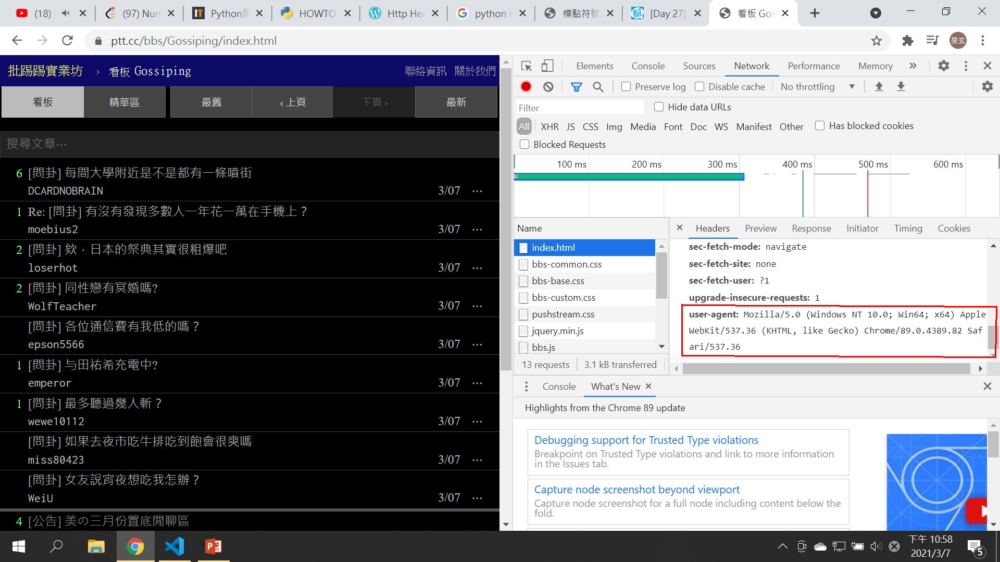 (18)
(97) Nun
Python爬
HOWTO
Http Hea
python r
標點符號
[Day 27]
看板 Gos
ptt.cc/bbs/Gossiping/index.html
旻玄
批踢踢實業坊 › 看板 Gossiping
聯絡資訊 關於我們
看板 精華區 最舊 ‹ 上頁 下頁 › 最新
搜尋文章…
6 [問卦] 每間大學附近是不是都有一條噴街
DCARDNOBRAIN 3/07 …
1 Re: [問卦] 有沒有發現多數人一年花一萬在手機上？
moebius2 3/07 …
2 [問卦] 欸，日本的祭典其實很粗爆吧
loserhot 3/07 …
2 [問卦] 同性戀有冥婚嗎?
WolfTeacher 3/07 …
[問卦] 各位通信費有我低的嗎？
epson5566 3/07 …
1 [問卦] 与田祐希充電中?
emperor 3/07 …
1 [問卦] 最多聽過幾人斬？
wewe10112 3/07 …
[問卦] 如果去夜市吃牛排吃到飽會很爽嗎
miss80423 3/07 …
[問卦] 女友說宵夜想吃我怎辦？
WeiU 3/07 …
4 [公告] 美の三月份置底閒聊區
Elements Console Sources Network Performance Memory »
Preserve log Disable cache No throttling
Filter Hide data URLs
All XHR JS CSS Img Media Font Doc WS Manifest Other Has blocked cookies
Blocked Requests
100 ms 200 ms 300 ms 400 ms 500 ms 600 ms
Name
index.html
bbs-common.css
bbs-base.css
bbs-custom.css
pushstream.css
jquery.min.js
bbs.js
13 requests 3.1 kB transferred
Headers Preview Response Initiator Timing Cookies
sec-fetch-mode: navigate
sec-fetch-site: none
sec-fetch-user: ?1
upgrade-insecure-requests: 1
user-agent: Mozilla/5.0 (Windows NT 10.0; Win64; x64) Apple
WebKit/537.36 (KHTML, like Gecko) Chrome/89.0.4389.82 Saf
ari/537.36
Console What's New
Highlights from the Chrome 89 update
Debugging support for Trusted Type violations
Breakpoint on Trusted Type violations and link to more information
in the Issues tab.
Capture node screenshot beyond viewport
Capture node screenshot for a full node including content below the
fold.
下午 10:58
2021/3/7
5